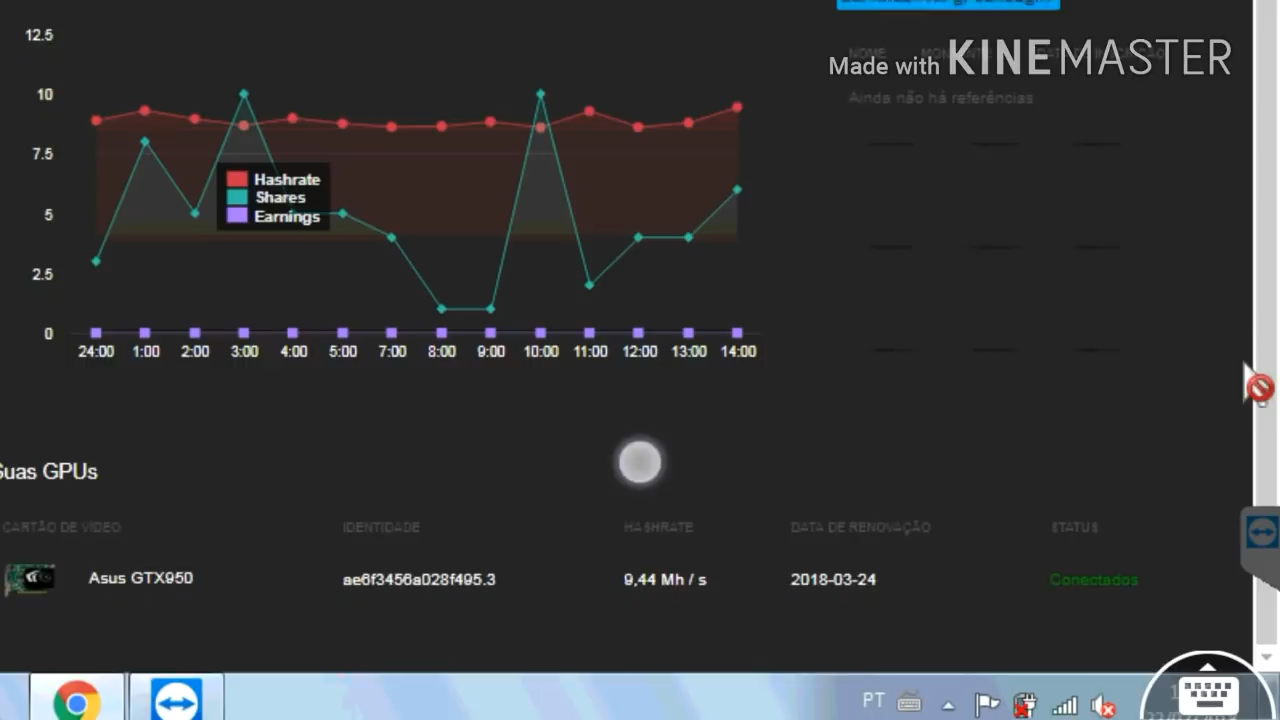 12.5
10
7.5
5
2.5
0
Hashrate
Shares
Earnings
24:00 1:00 2:00 3:00 4:00 5:00 7:00 8:00 9:00 10:00 11:00 12:00 13:00 14:00
Made with KINEMASTER
NOME
Ainda não há referências
Suas GPUs
CARTÃO DE VÍDEO IDENTIDADE HASHRATE DATA DE RENOVAÇÃO STATUS
Asus GTX950 ae6f3456a028f495.3 9,44 Mh / s 2018-03-24 Conectados
PT